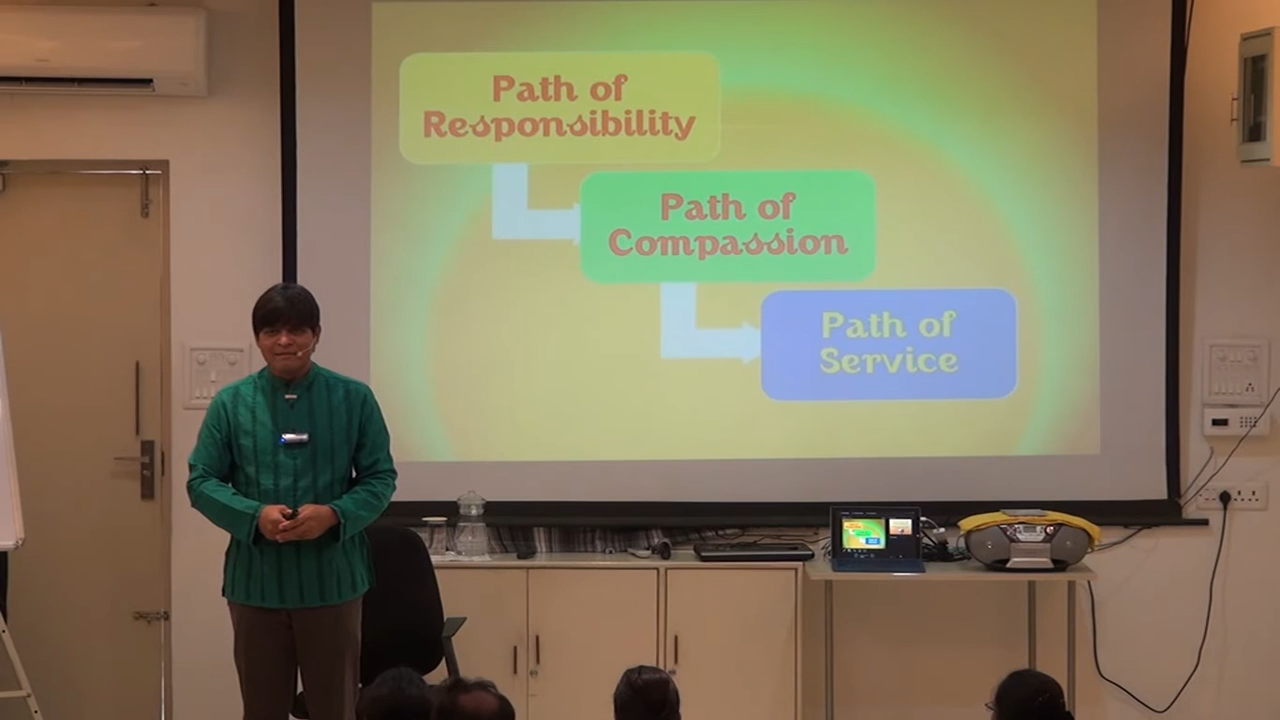 Path of
Responsibility
Path of
Compassion
Path of
Service